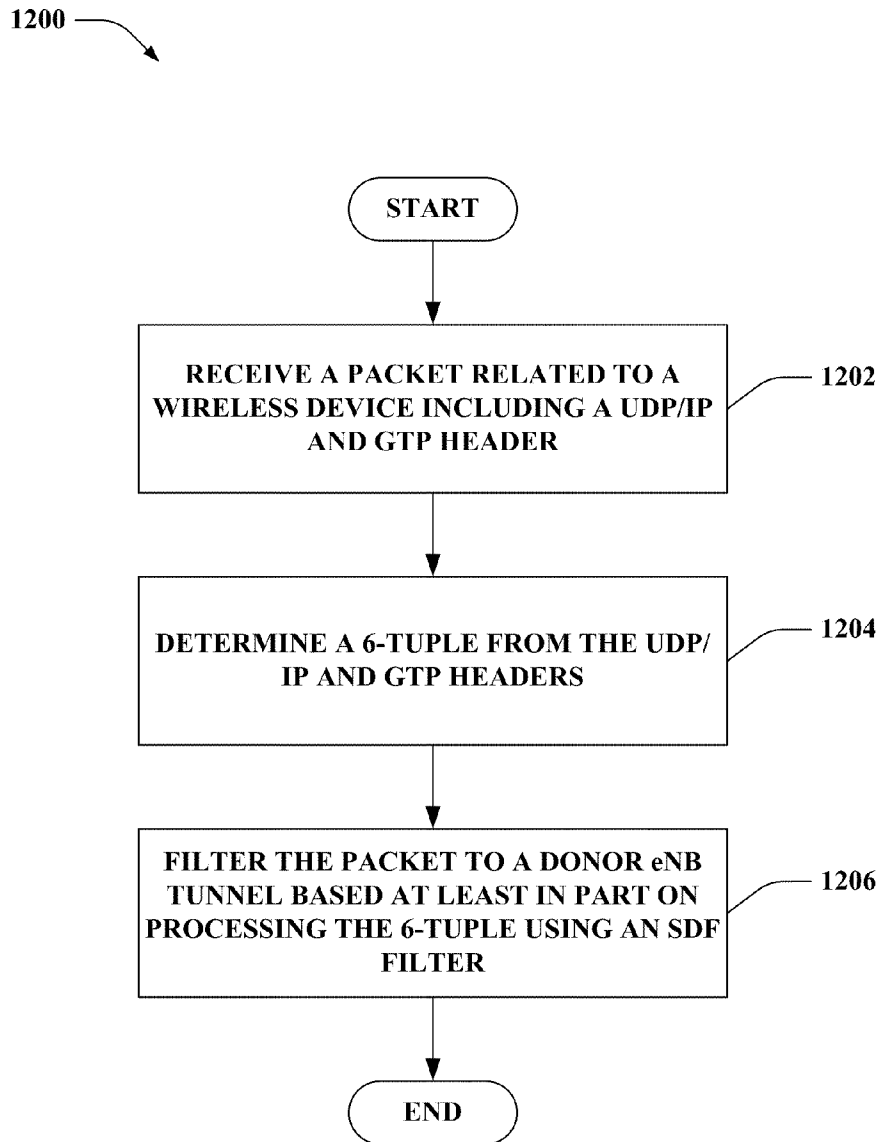 1200
START
RECEIVE A PACKET RELATED TO A
WIRELESS DEVICE INCLUDING A UDP/IP
AND GTP HEADER
1202
DETERMINE A 6-TUPLE FROM THE UDP/
IP AND GTP HEADERS
1204
FILTER THE PACKET TO A DONOR eNB
TUNNEL BASED AT LEAST IN PART ON
PROCESSING THE 6-TUPLE USING AN SDF
FILTER
1206
END